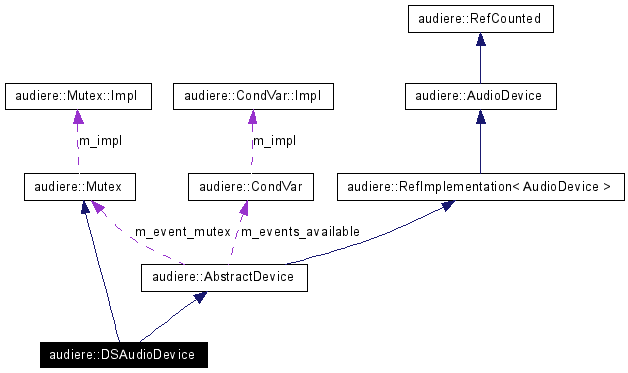 audiere::RefCounted
audiere::Mutex::Impl
audiere::CondVar::Impl
audiere::AudioDevice
m_impl
m_impl
audiere::Mutex
audiere::CondVar
audiere::RefImplementation< AudioDevice >
m_event_mutex
m_events_available
audiere::AbstractDevice
audiere::DSAudioDevice